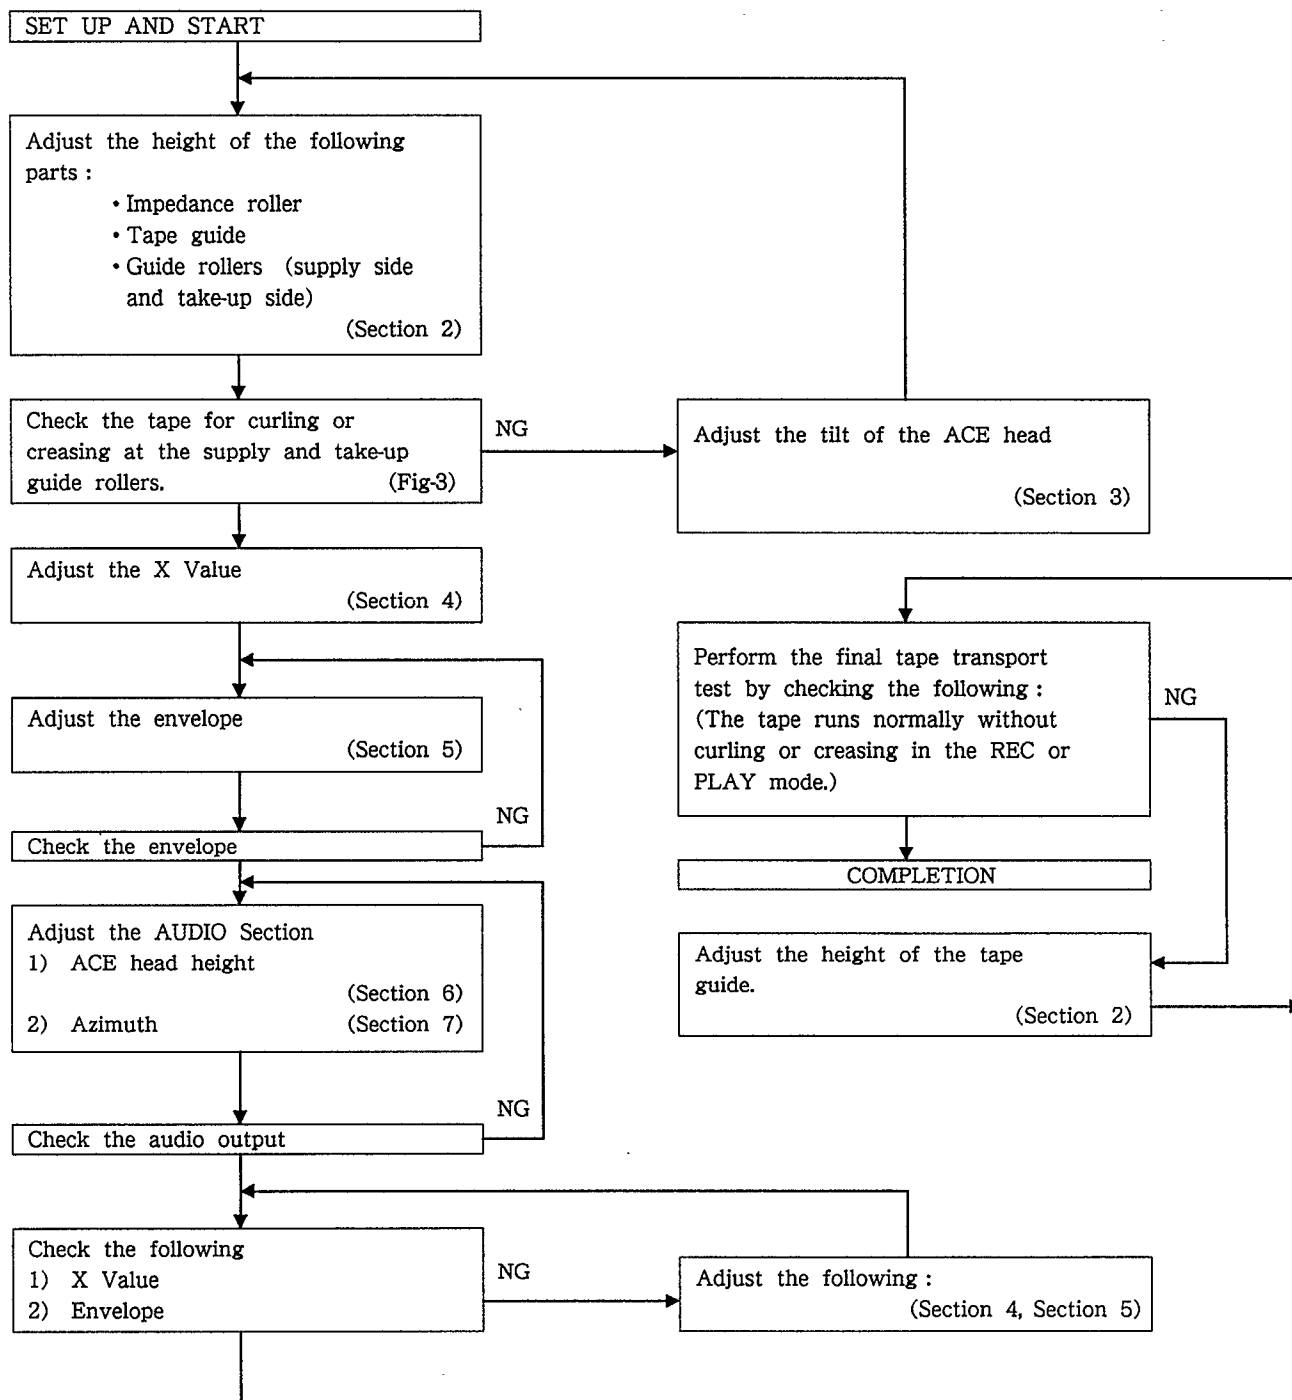 SET UP AND START
Adjust the height of the following
parts :
• Impedance roller
• Tape guide
• Guide rollers (supply side
and take-up side)
(Section 2)
Check the tape for curling or
creasing at the supply and take-up
guide rollers. (Fig-3)
NG
Adjust the tilt of the ACE head
(Section 3)
Adjust the X Value
(Section 4)
Adjust the envelope
(Section 5)
NG
Check the envelope
Adjust the AUDIO Section
1) ACE head height
(Section 6)
2) Azimuth (Section 7)
NG
Check the audio output
Check the following
1) X Value
2) Envelope
NG
Adjust the following :
(Section 4, Section 5)
Perform the final tape transport
test by checking the following :
(The tape runs normally without
curling or creasing in the REC or
PLAY mode.)
NG
COMPLETION
Adjust the height of the tape
guide.
(Section 2)